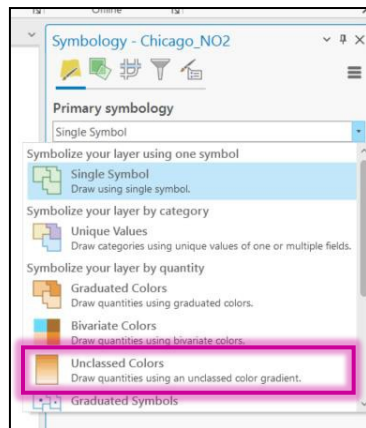 Online
Symbology - Chicago_NO2
Primary symbology
Single Symbol
Symbolize your layer using one symbol
Single Symbol
Draw using single symbol.
Symbolize your layer by category
Unique Values
Draw categories using unique values of one or multiple fields.
Symbolize your layer by quantity
Graduated Colors
Draw quantities using graduated colors.
Bivariate Colors
Draw quantities using bivariate colors.
Unclassed Colors
Draw quantities using an unclassed color gradient.
Graduated Symbols